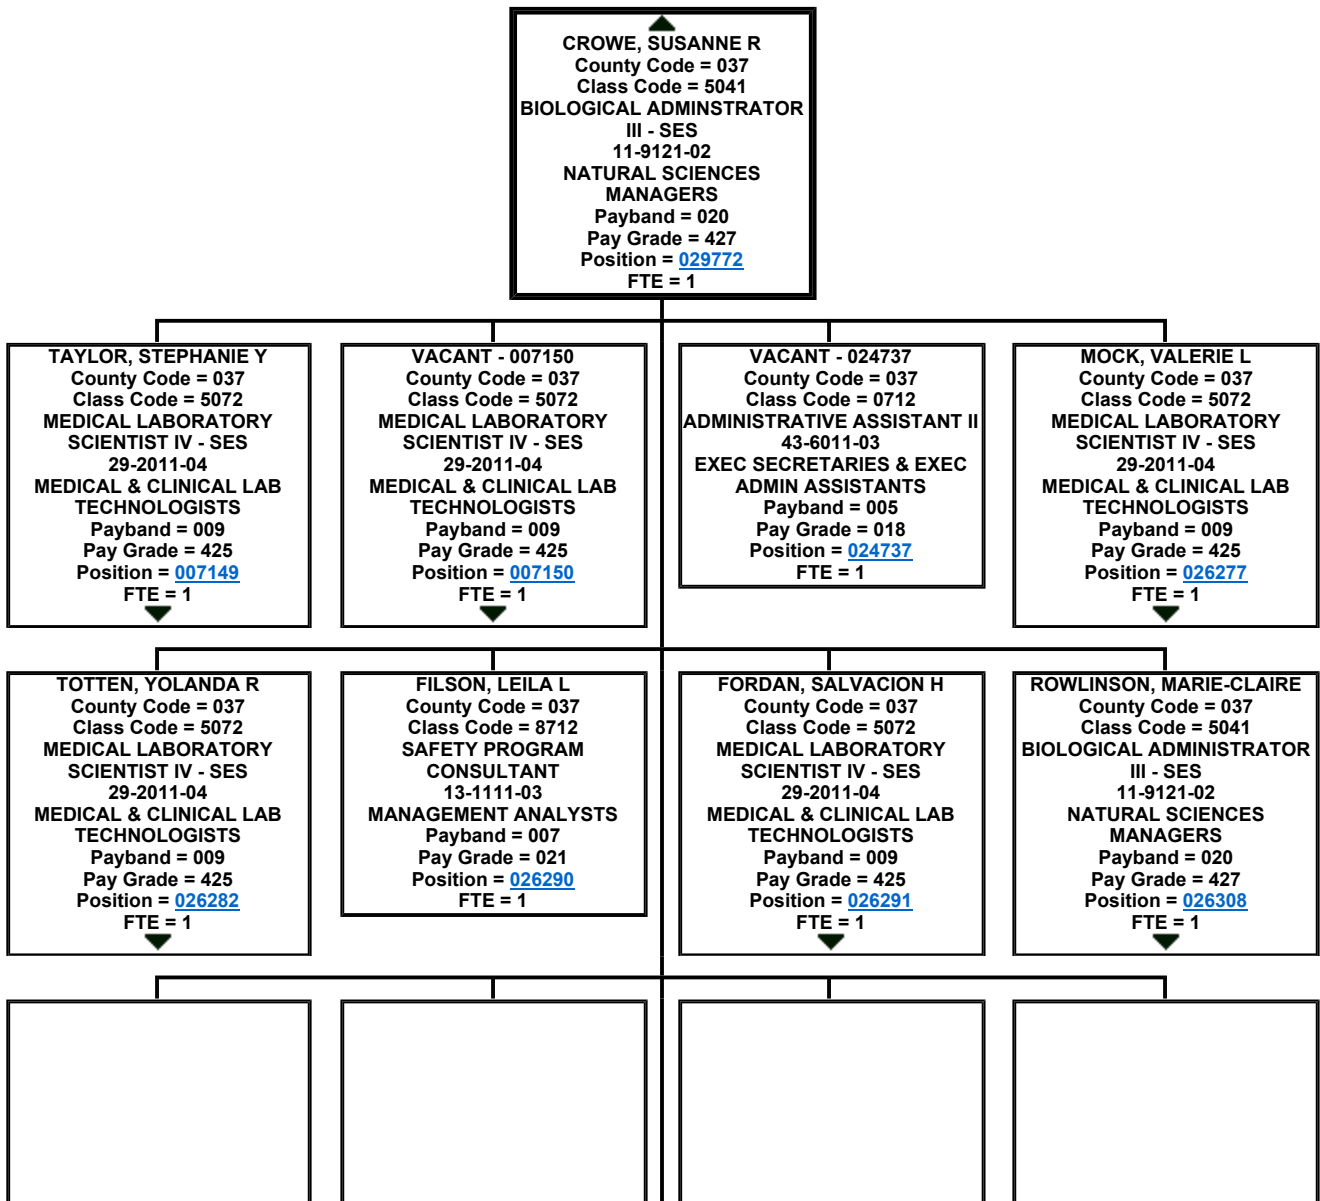 CROWE, SUSANNE R
County Code = 037
Class Code = 5041
BIOLOGICAL ADMINSTRATOR
III - SES
11-9121-02
NATURAL SCIENCES
MANAGERS
Payband = 020
Pay Grade = 427
Position = 029772
FTE = 1
TAYLOR, STEPHANIE Y
County Code = 037
Class Code = 5072
MEDICAL LABORATORY
SCIENTIST IV - SES
29-2011-04
MEDICAL & CLINICAL LAB
TECHNOLOGISTS
Payband = 009
Pay Grade = 425
Position = 007149
FTE = 1
VACANT - 007150
County Code = 037
Class Code = 5072
MEDICAL LABORATORY
SCIENTIST IV - SES
29-2011-04
MEDICAL & CLINICAL LAB
TECHNOLOGISTS
Payband = 009
Pay Grade = 425
Position = 007150
FTE = 1
VACANT - 024737
County Code = 037
Class Code = 0712
ADMINISTRATIVE ASSISTANT II
43-6011-03
EXEC SECRETARIES & EXEC
ADMIN ASSISTANTS
Payband = 005
Pay Grade = 018
Position = 024737
FTE = 1
MOCK, VALERIE L
County Code = 037
Class Code = 5072
MEDICAL LABORATORY
SCIENTIST IV - SES
29-2011-04
MEDICAL & CLINICAL LAB
TECHNOLOGISTS
Payband = 009
Pay Grade = 425
Position = 026277
FTE = 1
TOTTEN, YOLANDA R
County Code = 037
Class Code = 5072
MEDICAL LABORATORY
SCIENTIST IV - SES
29-2011-04
MEDICAL & CLINICAL LAB
TECHNOLOGISTS
Payband = 009
Pay Grade = 425
Position = 026282
FTE = 1
FILSON, LEILA L
County Code = 037
Class Code = 8712
SAFETY PROGRAM
CONSULTANT
13-1111-03
MANAGEMENT ANALYSTS
Payband = 007
Pay Grade = 021
Position = 026290
FTE = 1
FORDAN, SALVACION H
County Code = 037
Class Code = 5072
MEDICAL LABORATORY
SCIENTIST IV - SES
29-2011-04
MEDICAL & CLINICAL LAB
TECHNOLOGISTS
Payband = 009
Pay Grade = 425
Position = 026291
FTE = 1
ROWLINSON, MARIE-CLAIRE
County Code = 037
Class Code = 5041
BIOLOGICAL ADMINISTRATOR
III - SES
11-9121-02
NATURAL SCIENCES
MANAGERS
Payband = 020
Pay Grade = 427
Position = 026308
FTE = 1